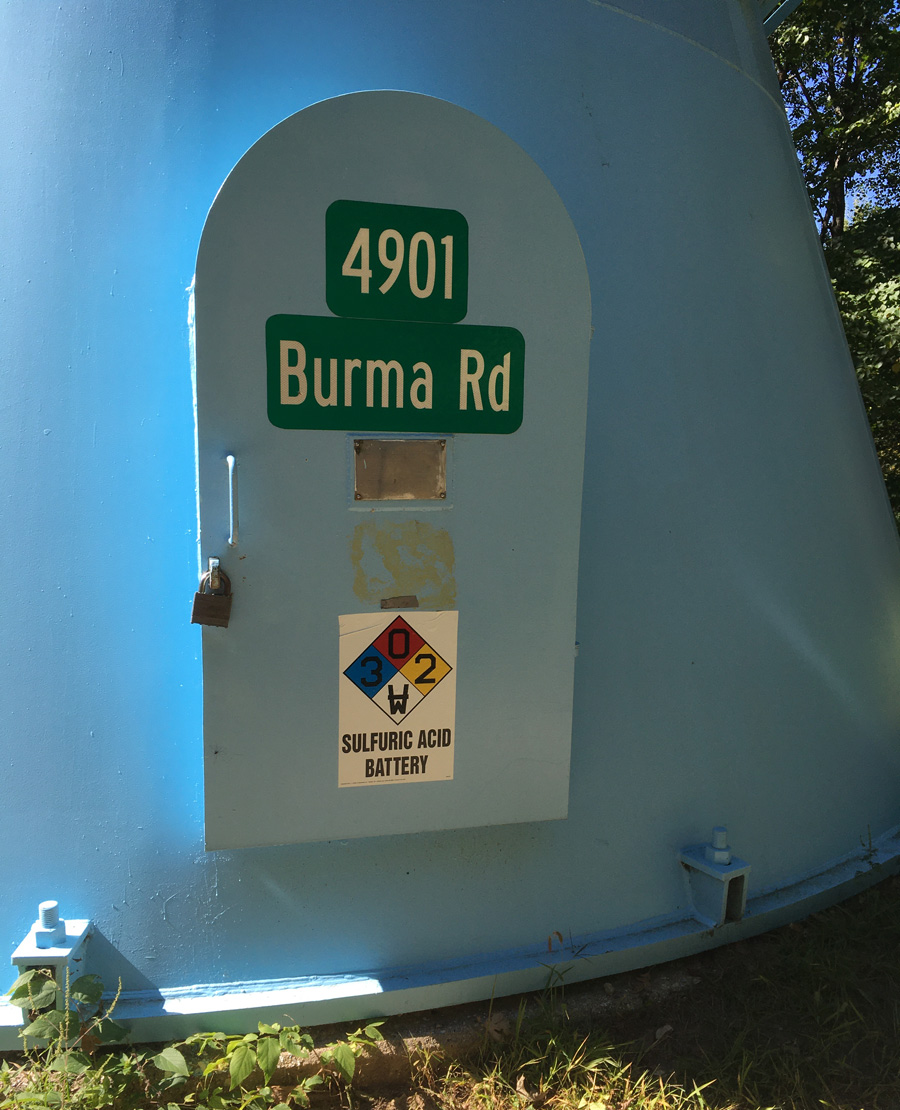 4901
Burma Rd
0
3 2
W
SULFURIC ACID
BATTERY